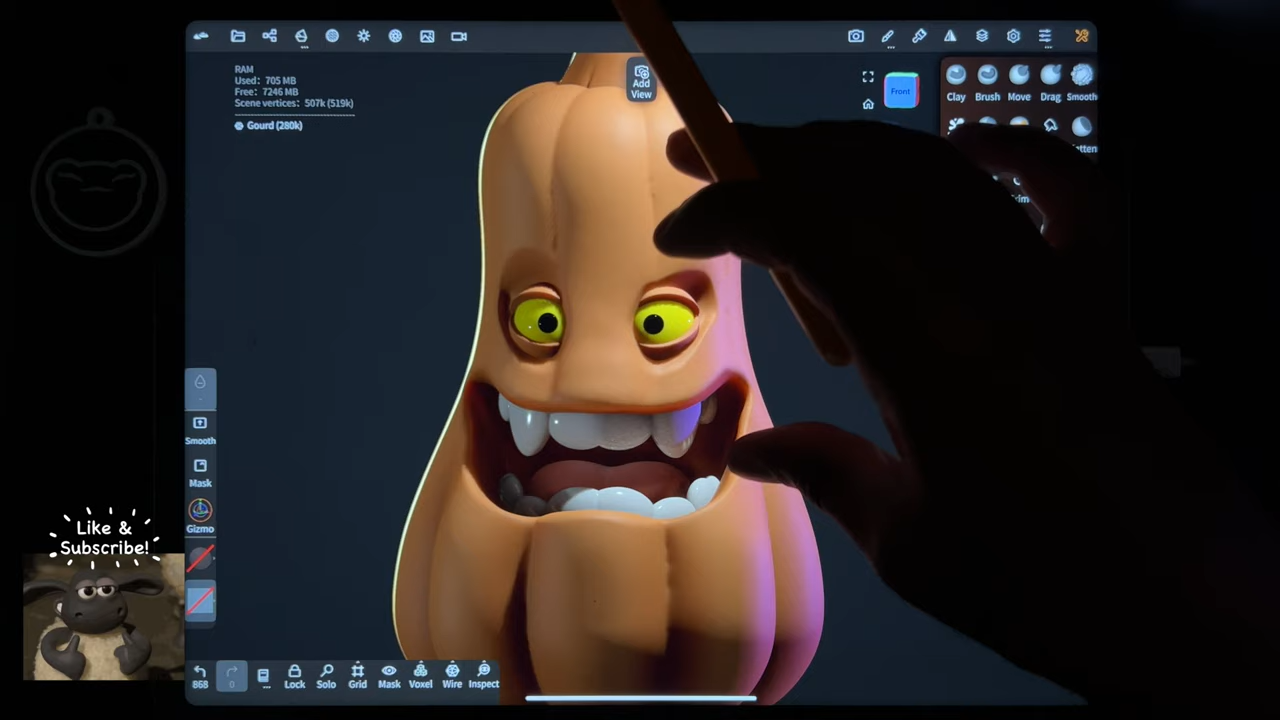 RAM
Used: 705 MB
Free: 7246 MB
Scene vertices: 507k (519k)
Gourd (280k)
Add
View
Front
Clay
Brush
Move
Drag
Smooth
Smooth
Mask
Gizmo
Like &
Subscribe!
868
0
Lock
Solo
Grid
Mask
Voxel
Wire
Inspect